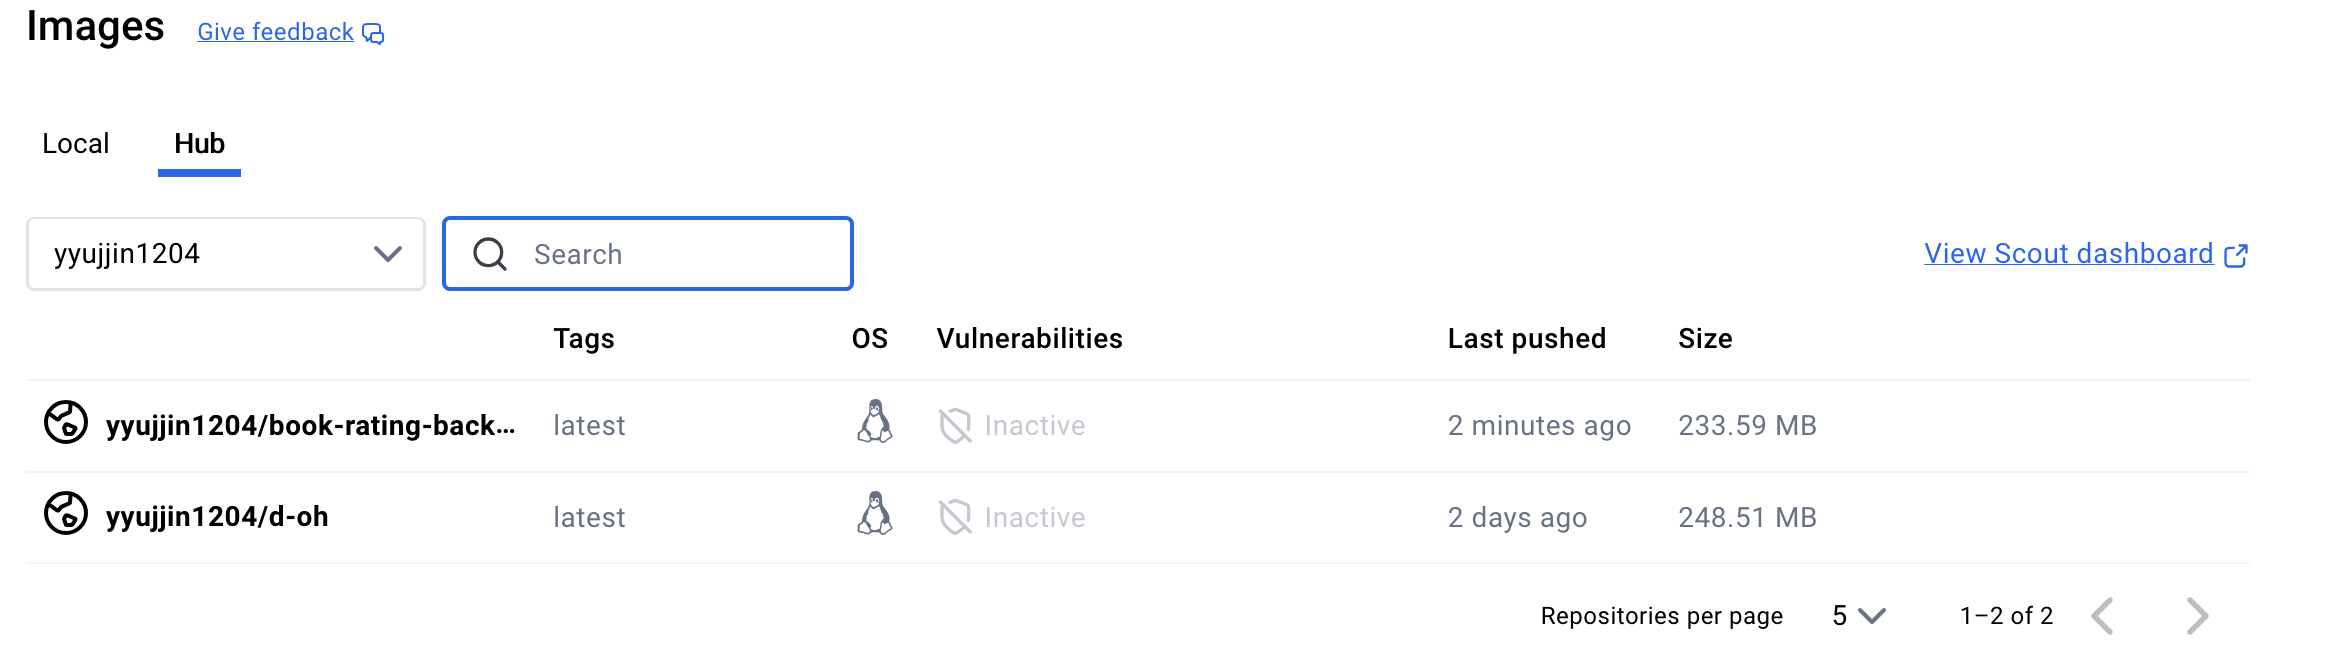 Images Give feedback
Local Hub
yyujjin1204 Search View Scout dashboard
Tags OS Vulnerabilities Last pushed Size
yyujjin1204/book-rating-back... latest Inactive 2 minutes ago 233.59 MB
yyujjin1204/d-oh latest Inactive 2 days ago 248.51 MB
Repositories per page 5 1–2 of 2